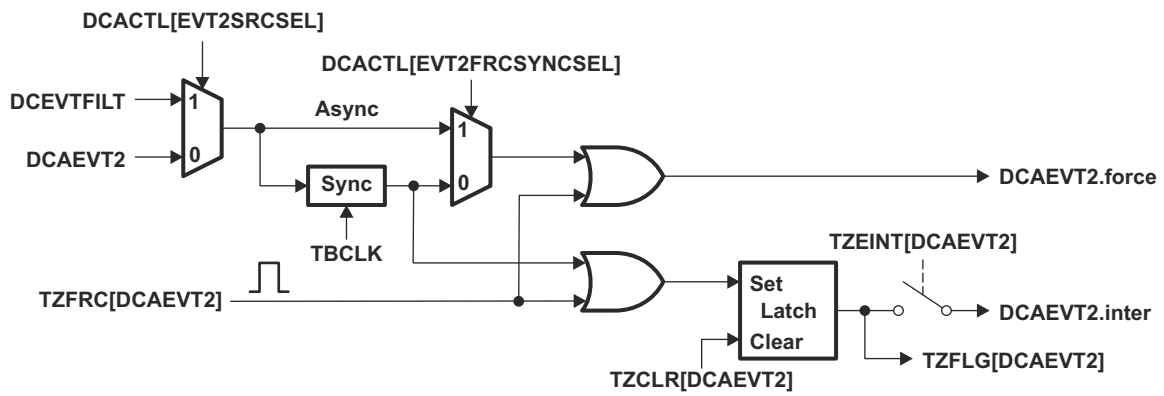 DCACTL[EVT2SRCSEL]
DCACTL[EVT2FRCSYNCSEL]
DCEVTFILT
1
Async
1
DCAEVT2
0
Sync
0
DCAEVT2.force
TBCLK
TZEINT[DCAEVT2]
TZFRC[DCAEVT2]
Set
Latch
Clear
DCAEVT2.inter
TZCLR[DCAEVT2]
TZFLG[DCAEVT2]